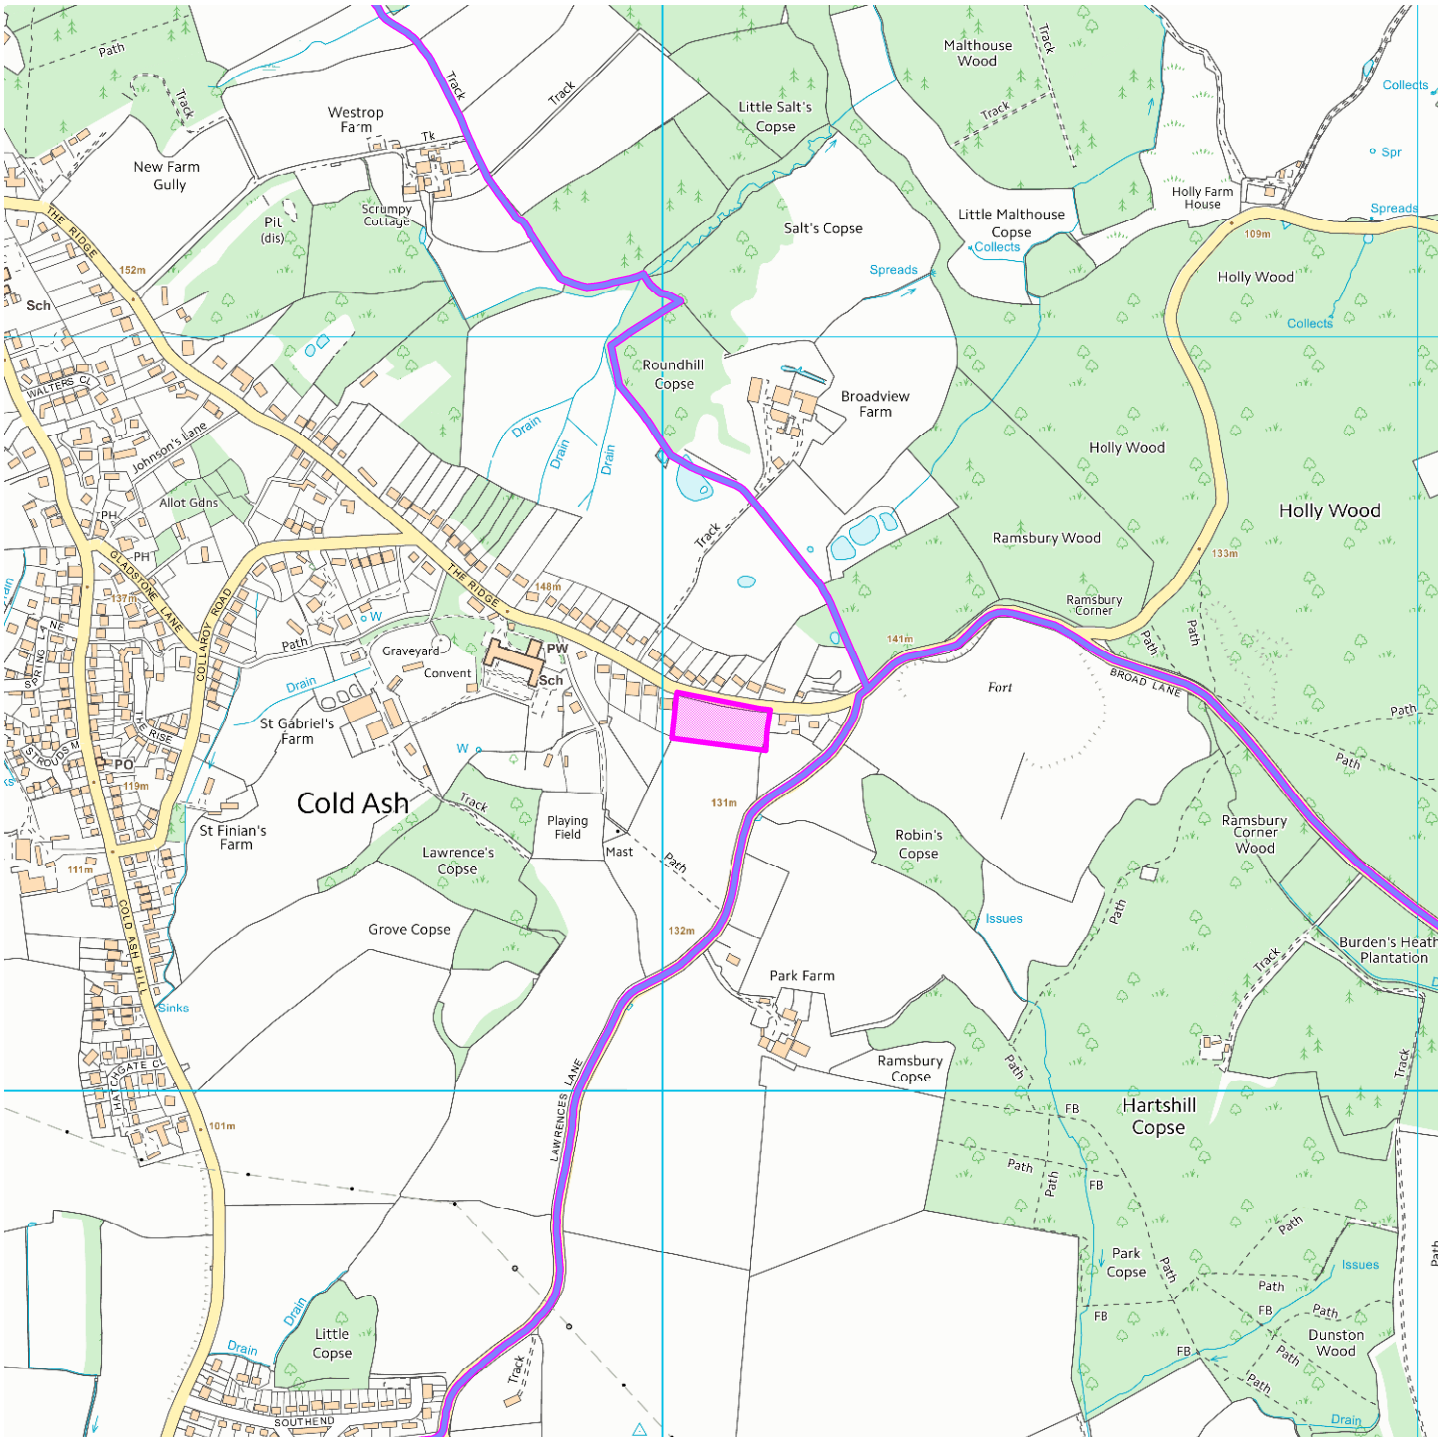 Path
Track
Track
Track
Westrop
Farm
Tk
New Farm
Gully
Scrumpy
Cottage
Pit
(dis)
THE RIDGE
152m
Sch
Little Salt's
Copse
Malthouse
Wood
Track
Track
Collects
Spr
Holly Farm
House
Spreads
109m
Little Malthouse
Copse
Collects
Salt's Copse
Spreads
Holly Wood
Collects
Roundhill
Copse
Broadview
Farm
WALTERS CL
Johnson's Lane
Allot Gdns
PH
PH
Drain
Drain
Drain
Holly Wood
Holly Wood
Ramsbury Wood
133m
Track
GLADSTONE LANE
137m
COLLAROY ROAD
THE RIDGE
148m
Ramsbury
Corner
141m
Path
Path
W
Path
Graveyard
Convent
PW
Sch
Drain
Fort
BROAD LANE
Path
Path
SPRING LA
NE
THE RISE
STROUDS M
PO
119m
St Gabriel's
Farm
W
Cold Ash
Track
131m
St Finian's
Farm
Playing
Field
Mast
Path
Lawrence's
Copse
Robin's
Copse
Ramsbury
Corner
Wood
111m
COLD ASH HILL
Grove Copse
132m
Issues
Path
Track
Burden's Heath
Plantation
Park Farm
Sinks
HATCHGATE CL
LAWRENCES LANE
Ramsbury
Copse
Path
Track
Hartshill
Copse
FB
101m
Path
Path
FB
Path
Park
Copse
Path
Issues
Path
FB
Path
FB
Dunston
Wood
FB
Path
Path
Path
Drain
Drain
Drain
Little
Copse
Track
SOUTHEND